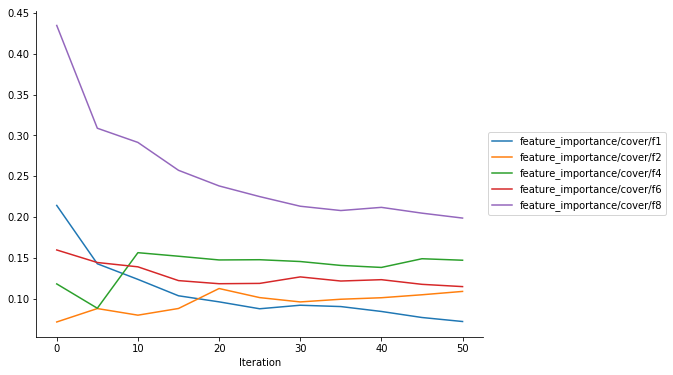 0.45
0.40
0.35
0.30
0.25
0.20
0.15
0.10
0 10 20 30 40 50
Iteration
feature_importance/cover/f1
feature_importance/cover/f2
feature_importance/cover/f4
feature_importance/cover/f6
feature_importance/cover/f8